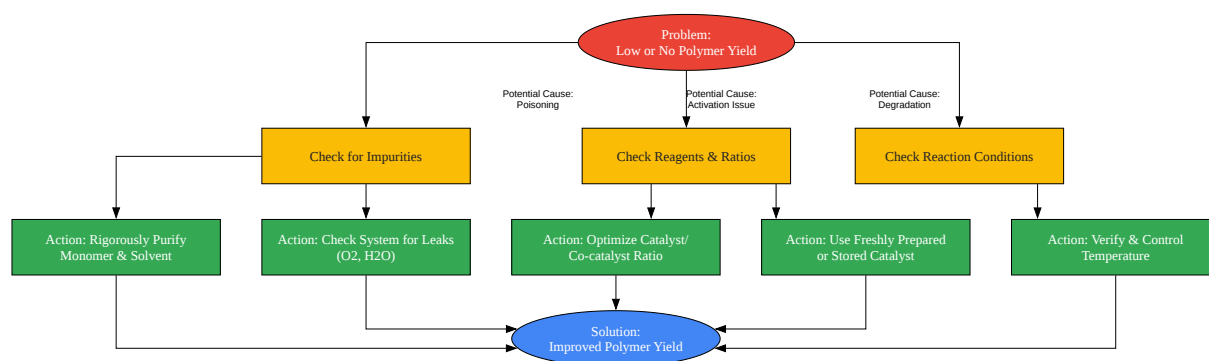 Problem:
Low or No Polymer Yield
Potential Cause:
Poisoning
Potential Cause:
Activation Issue
Potential Cause:
Degradation
Check for Impurities
Check Reagents & Ratios
Check Reaction Conditions
Action: Rigorously Purify
Monomer & Solvent
Action: Check System for Leaks
(O2, H2O)
Action: Optimize Catalyst/
Co-catalyst Ratio
Action: Use Freshly Prepared
or Stored Catalyst
Action: Verify & Control
Temperature
Solution:
Improved Polymer Yield